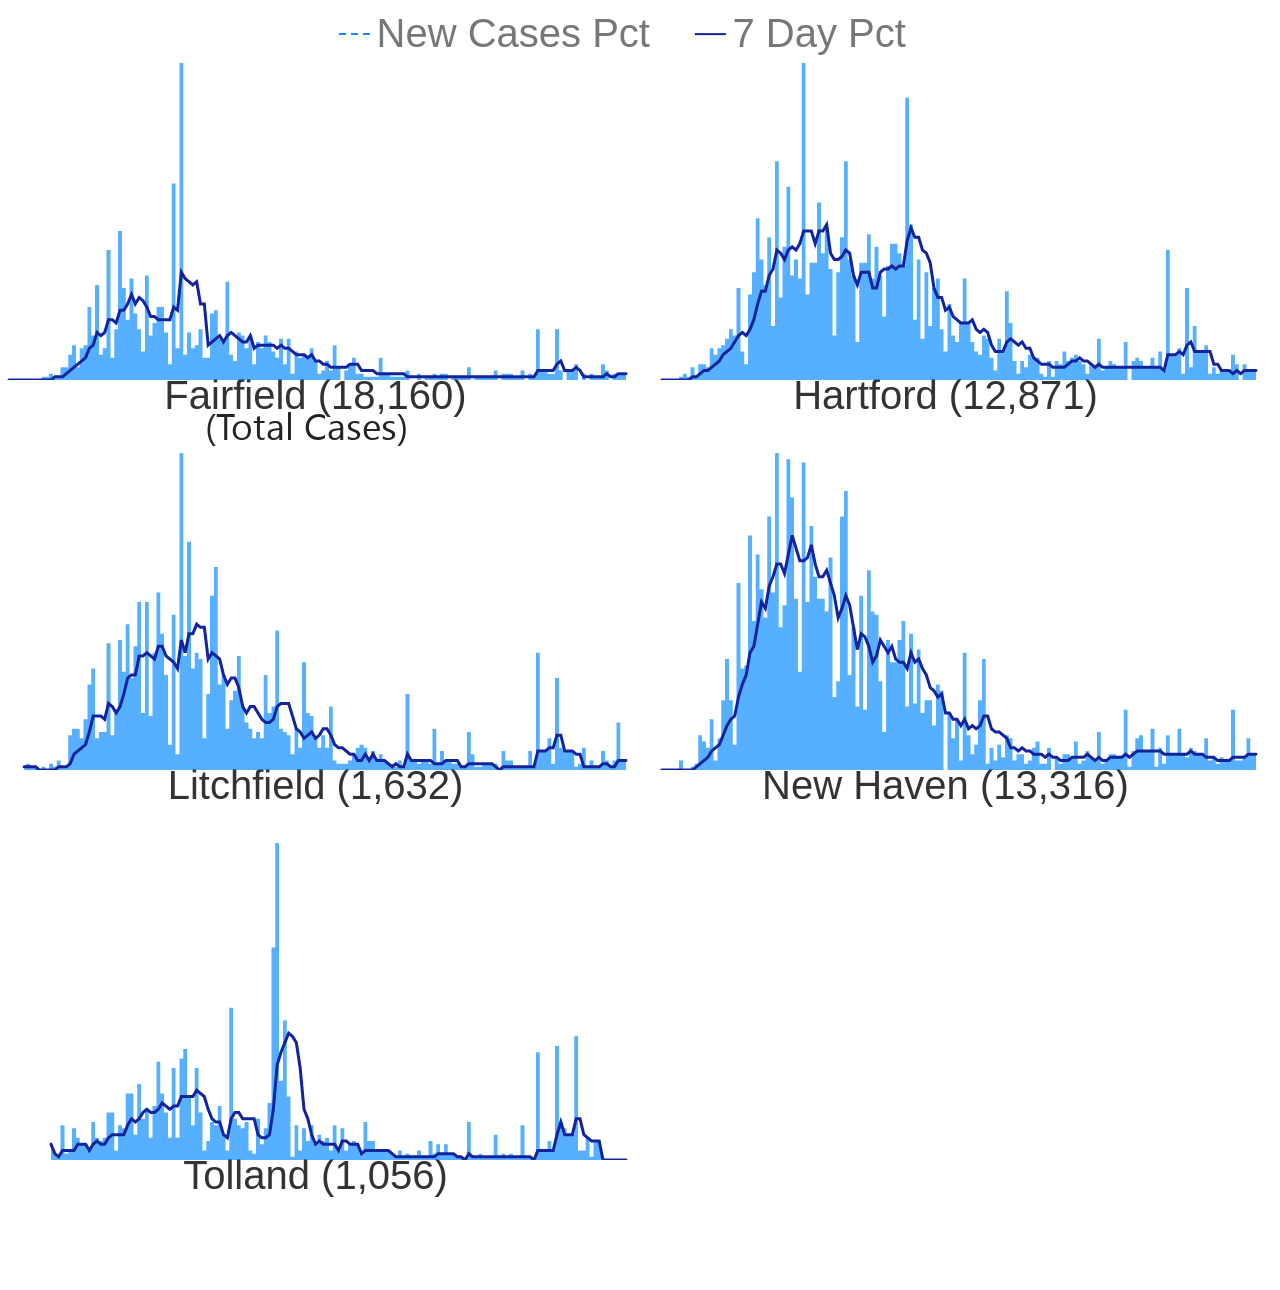 New Cases Pct 7 Day Pct
Fairfield (18,160)
(Total Cases)
Hartford (12,871)
Litchfield (1,632)
New Haven (13,316)
Tolland (1,056)